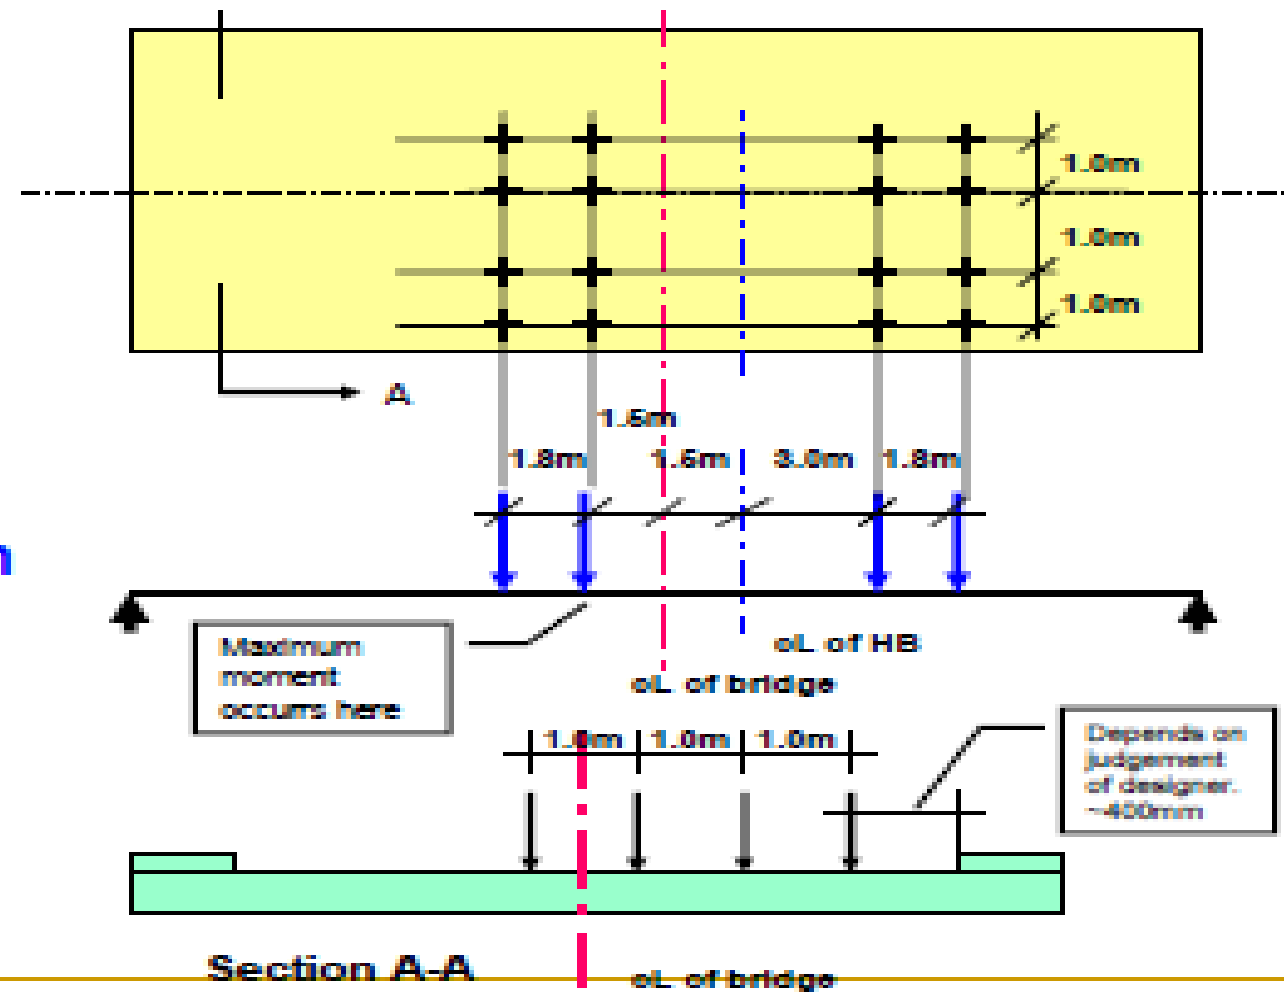 1.0m
1.0m
1.0m
A
1.5m
1.8m
1.5m
3.0m
1.8m
Maximum
moment
occurrs here
cL of HB
cL of bridge
1.0m
1.0m
1.0m
Depends on
judgement
of designer.
~400mm
Section A-A
cL of bridge